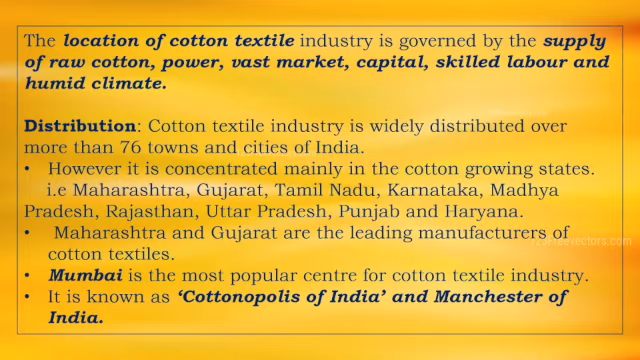 The location of cotton textile industry is governed by the supply
of raw cotton, power, vast market, capital, skilled labour and
humid climate.
Distribution: Cotton textile industry is widely distributed over
more than 76 towns and cities of India.
• However it is concentrated mainly in the cotton growing states.
i.e Maharashtra, Gujarat, Tamil Nadu, Karnataka, Madhya
Pradesh, Rajasthan, Uttar Pradesh, Punjab and Haryana.
• Maharashtra and Gujarat are the leading manufacturers of
cotton textiles.
• Mumbai is the most popular centre for cotton textile industry.
• It is known as ‘Cottonopolis of India’ and Manchester of
India.